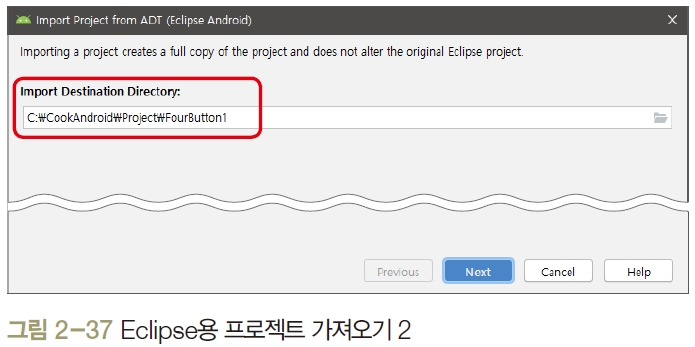 Import Project from ADT (Eclipse Android)
Importing a project creates a full copy of the project and does not alter the original Eclipse project.
Import Destination Directory:
C:₩CookAndroid₩Project₩FourButton1
Previous
Next
Cancel
Help
그림 2-37 Eclipse용 프로젝트 가져오기 2